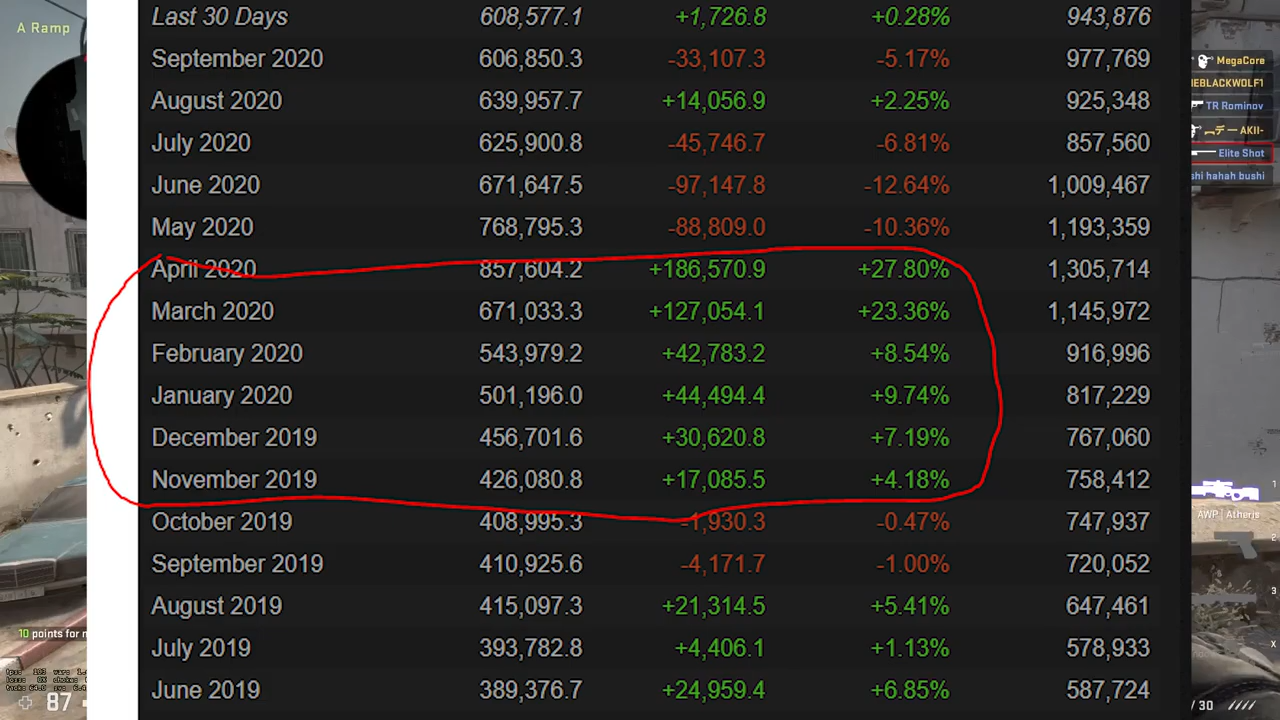 A Ramp
Last 30 Days 608,577.1 +1,726.8 +0.28% 943,876
September 2020 606,850.3 -33,107.3 -5.17% 977,769
August 2020 639,957.7 +14,056.9 +2.25% 925,348
July 2020 625,900.8 -45,746.7 -6.81% 857,560
June 2020 671,647.5 -97,147.8 -12.64% 1,009,467
May 2020 768,795.3 -88,809.0 -10.36% 1,193,359
April 2020 857,604.2 +186,570.9 +27.80% 1,305,714
March 2020 671,033.3 +127,054.1 +23.36% 1,145,972
February 2020 543,979.2 +42,783.2 +8.54% 916,996
January 2020 501,196.0 +44,494.4 +9.74% 817,229
December 2019 456,701.6 +30,620.8 +7.19% 767,060
November 2019 426,080.8 +17,085.5 +4.18% 758,412
October 2019 408,995.3 -1,930.3 -0.47% 747,937
September 2019 410,925.6 -4,171.7 -1.00% 720,052
August 2019 415,097.3 +21,314.5 +5.41% 647,461
July 2019 393,782.8 +4,406.1 +1.13% 578,933
June 2019 389,376.7 +24,959.4 +6.85% 587,724
MegaCore
IEBLACKWOLF1
TR Rominov
デー AKII-
Elite Shot
shi hahah bushi
1
AWP | Atheris
2
3
X
10 points for
87
/ 30